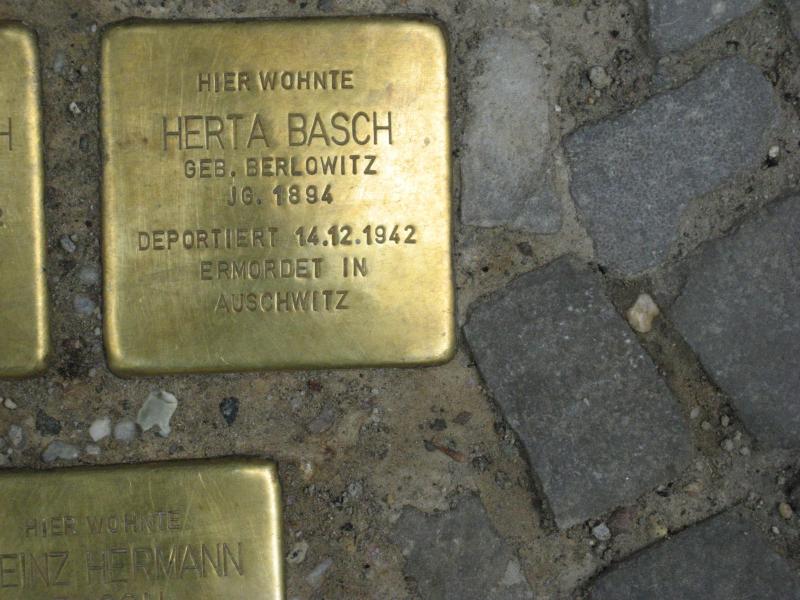 HIER WOHNTE
HERTA BASCH
GEB. BERLOWITZ
JG. 1894
DEPORTIERT 14.12.1942
ERMORDET IN
AUSCHWITZ
HIER WOHNTE
EINZ HERMANN